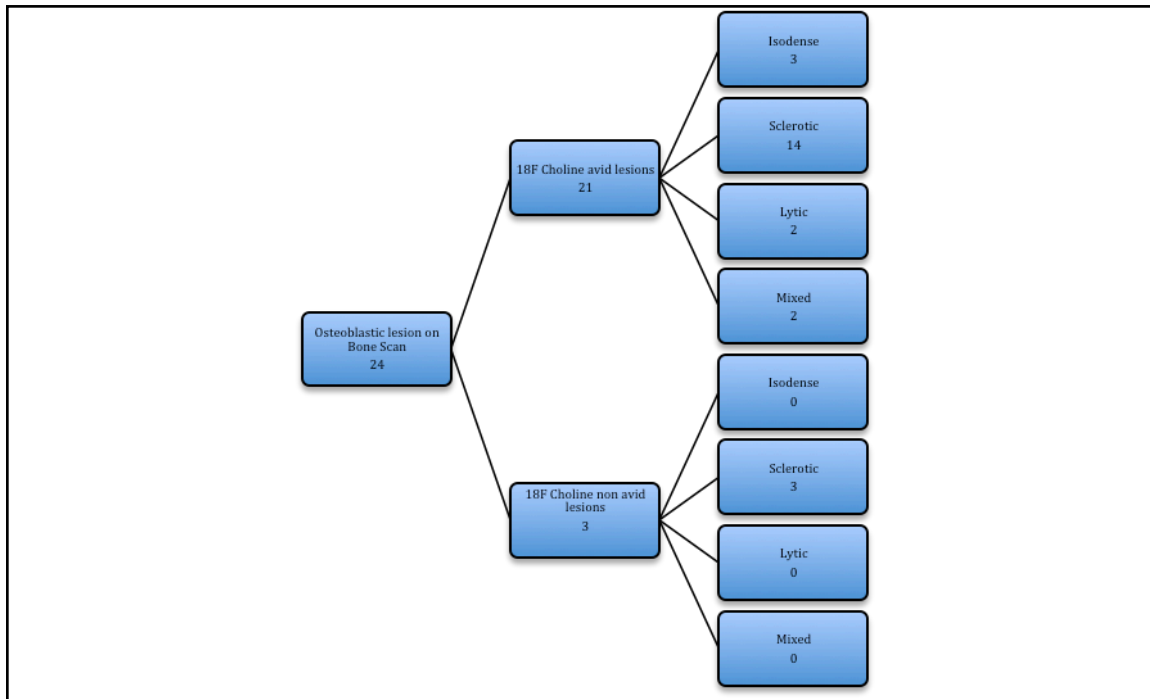 Osteoblastic lesion on
Bone Scan
24
18F Choline avid lesions
21
Isodense
3
Sclerotic
14
Lytic
2
Mixed
2
18F Choline non avid
lesions
3
Isodense
0
Sclerotic
3
Lytic
0
Mixed
0